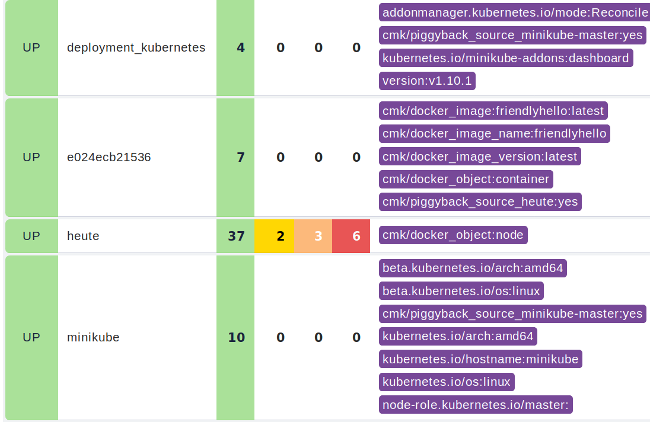 addonmanager.kubernetes.io/mode:Reconcile
cmk/piggyback_source_minikube-master:yes
UP deployment_kubernetes 4 0 0 0
kubernetes.io/minikube-addons:dashboard
version:v1.10.1
cmk/docker_image:friendlyhello:latest
cmk/docker_image_name:friendlyhello
UP e024ecb21536 7 0 0 0 cmk/docker_image_version:latest
cmk/docker_object:container
cmk/piggyback_source_heute:yes
UP heute 37 2 3 6 cmk/docker_object:node
beta.kubernetes.io/arch:amd64
beta.kubernetes.io/os:linux
cmk/piggyback_source_minikube-master:yes
UP minikube 10 0 0 0 kubernetes.io/arch:amd64
kubernetes.io/hostname:minikube
kubernetes.io/os:linux
node-role.kubernetes.io/master: